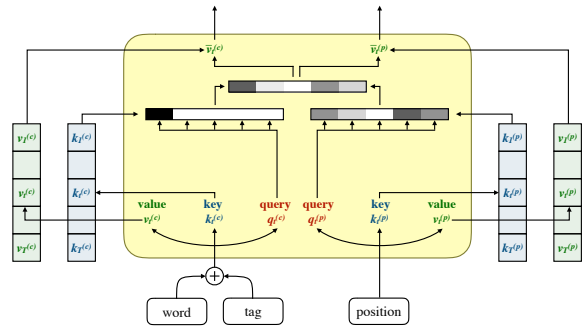 v̄ᵢ⁽ᶜ⁾ v̄ᵢ⁽ᵖ⁾
v₁⁽ᶜ⁾ k₁⁽ᶜ⁾ k₁⁽ᵖ⁾ v₁⁽ᵖ⁾
vᵢ⁽ᶜ⁾ kᵢ⁽ᶜ⁾ kᵢ⁽ᵖ⁾ vᵢ⁽ᵖ⁾
value key query query key value
vᵢ⁽ᶜ⁾ kᵢ⁽ᶜ⁾ qᵢ⁽ᶜ⁾ qᵢ⁽ᵖ⁾ kᵢ⁽ᵖ⁾ vᵢ⁽ᵖ⁾
v_T⁽ᶜ⁾ k_T⁽ᶜ⁾ k_T⁽ᵖ⁾ v_T⁽ᵖ⁾
+
word tag position